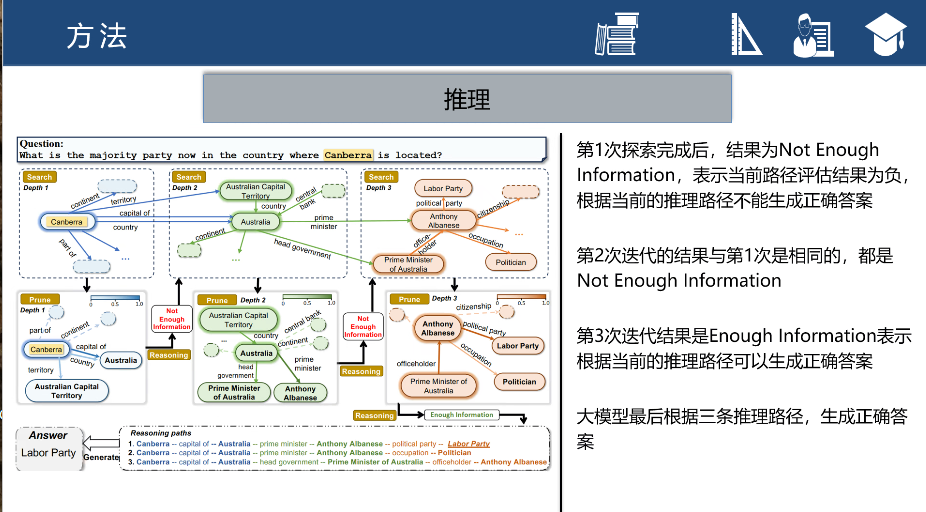 方法
推理
Question:
What is the majority party now in the country where Canberra is located?
Search
Depth 1
continent
territory
Canberra
capital of
country
part of
...
Search
Depth 2
Australian Capital
Territory
country
central
bank
Australia
prime
minister
continent
head government
...
Search
Depth 3
Labor Party
political party
citizenship
Anthony
Albanese
...
office-
holder
occupation
Prime Minister
of Australia
Politician
Prune
Depth 1
0
0.5
1.0
part of
continent
Canberra
capital of
country
Australia
territory
Australian Capital
Territory
Not
Enough
Information
Reasoning
Prune
Depth 2
0
0.5
1.0
Australian Capital
Territory
country
central bank
continent
...
Australia
head
government
prime
minister
Prime Minister
of Australia
Anthony
Albanese
Not
Enough
Information
Reasoning
Prune
Depth 3
0
0.5
1.0
citizenship
Anthony
Albanese
political party
Labor Party
occupation
officeholder
Prime Minister of
Australia
Politician
Reasoning
Enough Information
Answer
Labor Party
Generate
Reasoning paths
1. Canberra -- capital of -- Australia -- prime minister -- Anthony Albanese -- political party -- Labor Party
2. Canberra -- capital of -- Australia -- prime minister -- Anthony Albanese -- occupation -- Politician
3. Canberra -- capital of -- Australia -- head government -- Prime Minister of Australia -- officeholder -- Anthony Albanese
第1次探索完成后，结果为Not Enough
Information，表示当前路径评估结果为负，
根据当前的推理路径不能生成正确答案
第2次迭代的结果与第1次是相同的，都是
Not Enough Information
第3次迭代结果是Enough Information表示
根据当前的推理路径可以生成正确答案
大模型最后根据三条推理路径，生成正确答
案